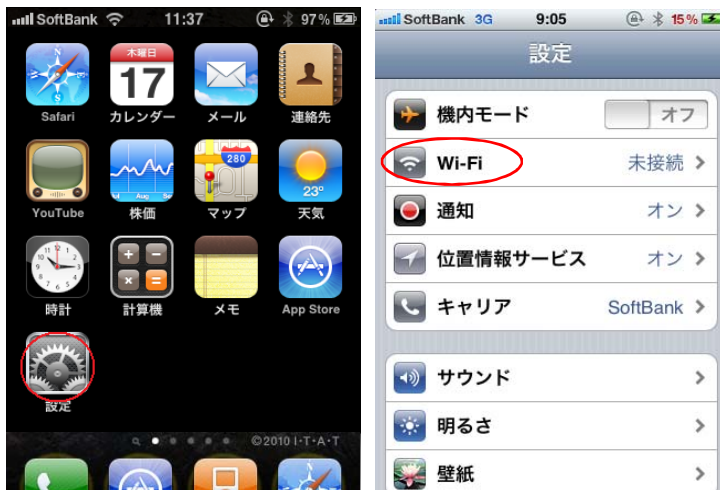 SoftBank 11:37 97%
木曜日
17
280
23°
Safari カレンダー メール 連絡先
YouTube 株価 マップ 天気
時計 計算機 メモ App Store
設定
©2010 I・T・A・T
SoftBank 3G 9:05 15%
設定
機内モード オフ
Wi-Fi 未接続
通知 オン
位置情報サービス オン
キャリア SoftBank
サウンド
明るさ
壁紙